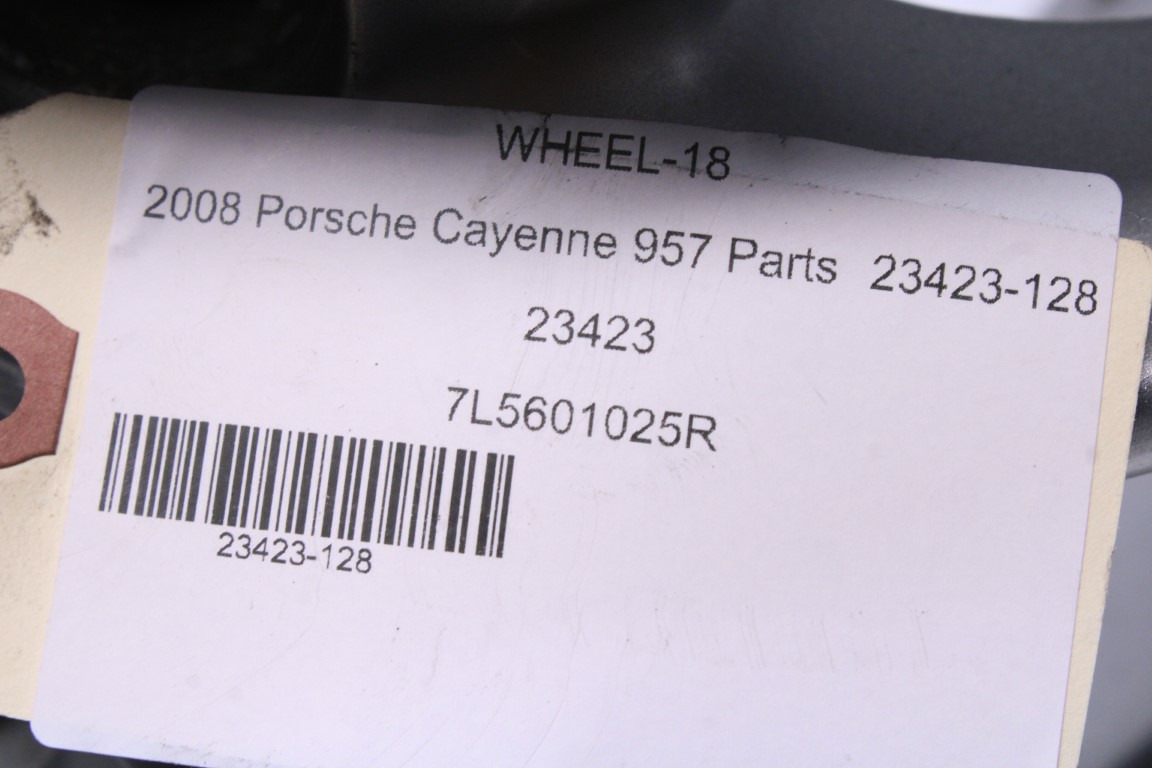 WHEEL-18
2008 Porsche Cayenne 957 Parts 23423-128
23423
7L5601025R
23423-128